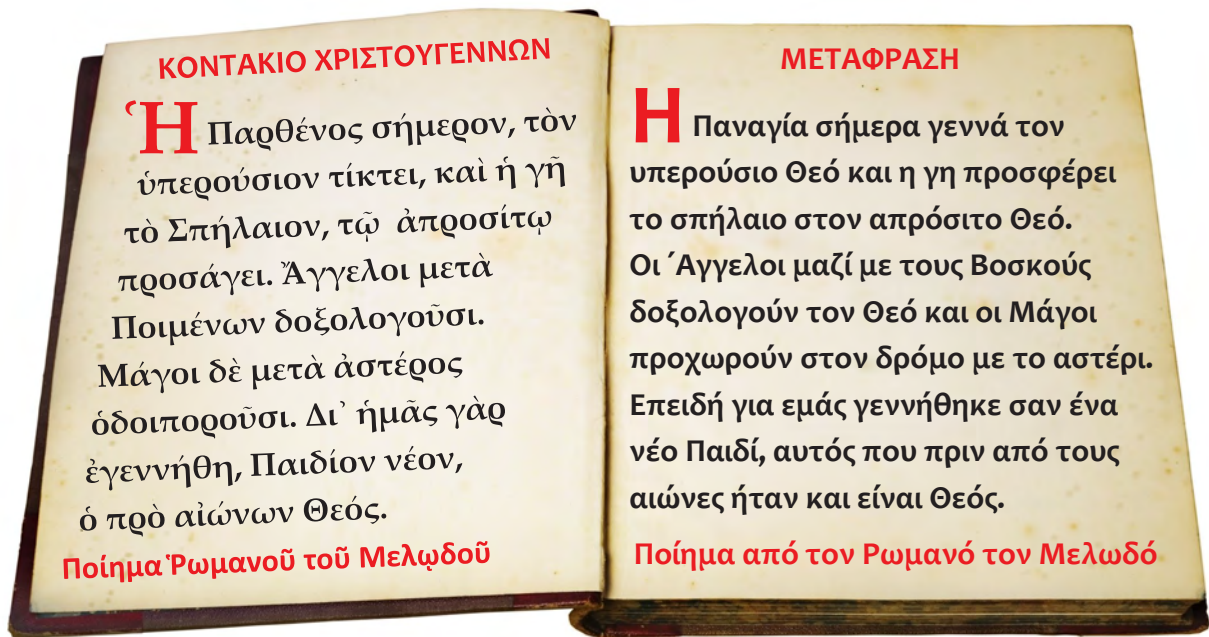 ΚΟΝΤΑΚΙΟ ΧΡΙΣΤΟΥΓΕΝΝΩΝ
Ἡ Παρθένος σήμερον, τὸν
ὑπερούσιον τίκτει, καὶ ἡ γῆ
τὸ Σπήλαιον, τῷ ἀπροσίτῳ
προσάγει. Ἄγγελοι μετὰ
Ποιμένων δοξολογοῦσι.
Μάγοι δὲ μετὰ ἀστέρος
ὁδοιποροῦσι. Δι᾽ ἡμᾶς γὰρ
ἐγεννήθη, Παιδίον νέον,
ὁ πρὸ αἰώνων Θεός.
Ποίημα Ῥωμανοῦ τοῦ Μελῳδοῦ
ΜΕΤΑΦΡΑΣΗ
Η Παναγία σήμερα γεννά τον
υπερούσιο Θεό και η γη προσφέρει
το σπήλαιο στον απρόσιτο Θεό.
Οι ΄Αγγελοι μαζί με τους Βοσκούς
δοξολογούν τον Θεό και οι Μάγοι
προχωρούν στον δρόμο με το αστέρι.
Επειδή για εμάς γεννήθηκε σαν ένα
νέο Παιδί, αυτός που πριν από τους
αιώνες ήταν και είναι Θεός.
Ποίημα από τον Ρωμανό τον Μελωδό